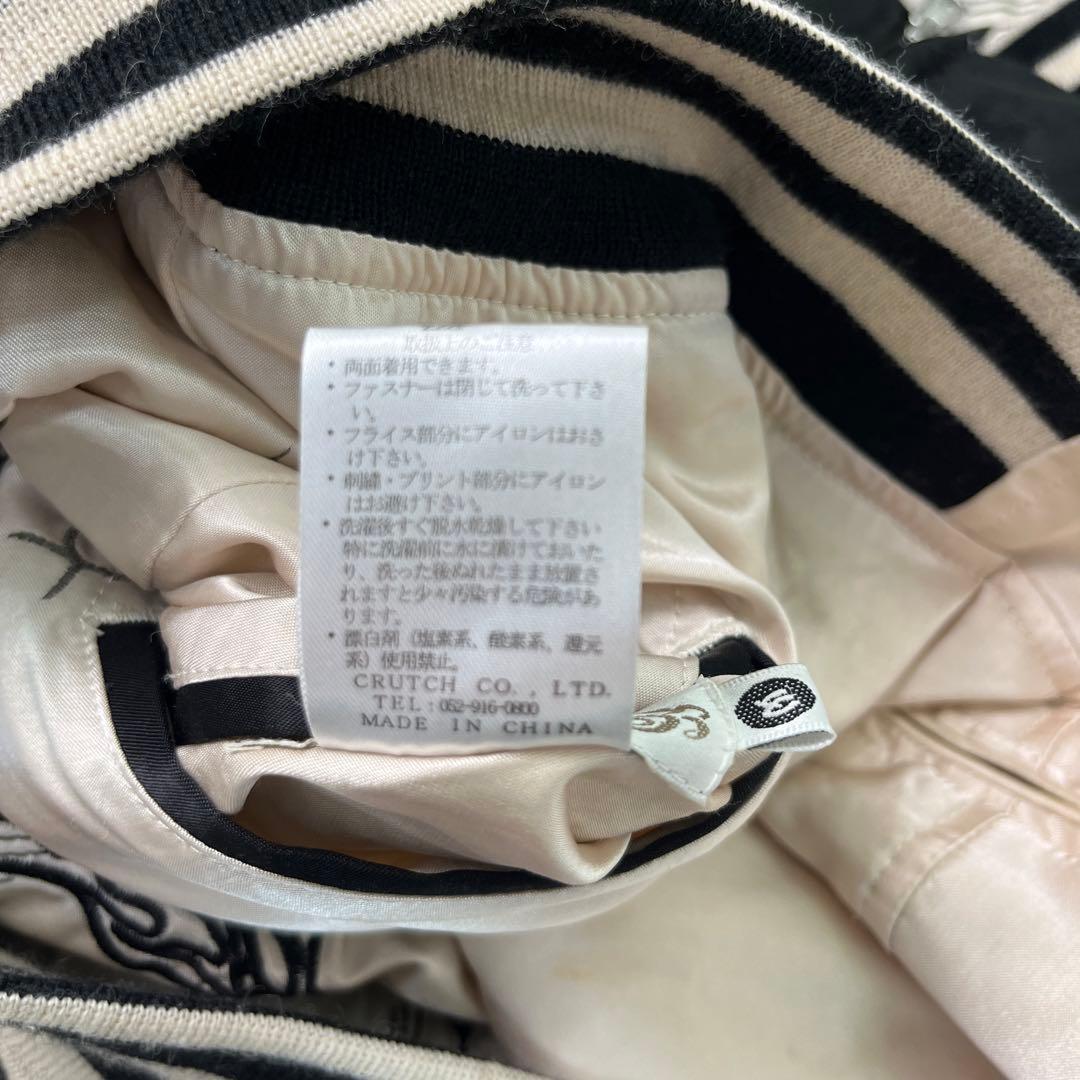 取扱上のご注意
・両面着用できます。
・ファスナーは閉じて洗って下さ
い。
・フライス部分にアイロンはおさ
け下さい。
・刺繍・プリント部分にアイロン
はお避け下さい。
・洗濯後すぐ脱水乾燥して下さい
特に洗濯前に水に漬けておいた
り、洗った後ぬれたまま放置さ
れますと少々汚染する危険があ
ります。
・漂白剤（塩素系、酸素系、還元
系）使用禁止。
CRUTCH CO., LTD.
TEL:052-916-0800
MADE IN CHINA